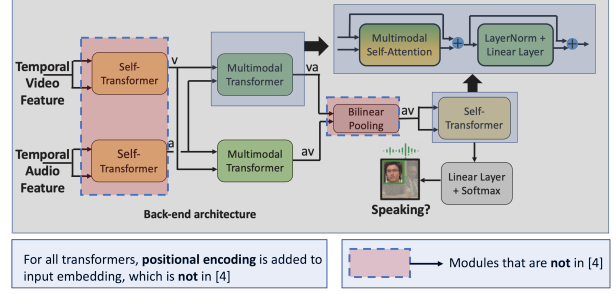 Temporal
Video
Feature
Self-
Transformer
v
Multimodal
Transformer
va
Multimodal
Self-Attention
LayerNorm +
Linear Layer
Bilinear
Pooling
av
Self-
Transformer
Temporal
Audio
Feature
Self-
Transformer
a
Multimodal
Transformer
av
Linear Layer
+ Softmax
Speaking?
Back-end architecture
For all transformers, positional encoding is added to
input embedding, which is not in [4]
Modules that are not in [4]